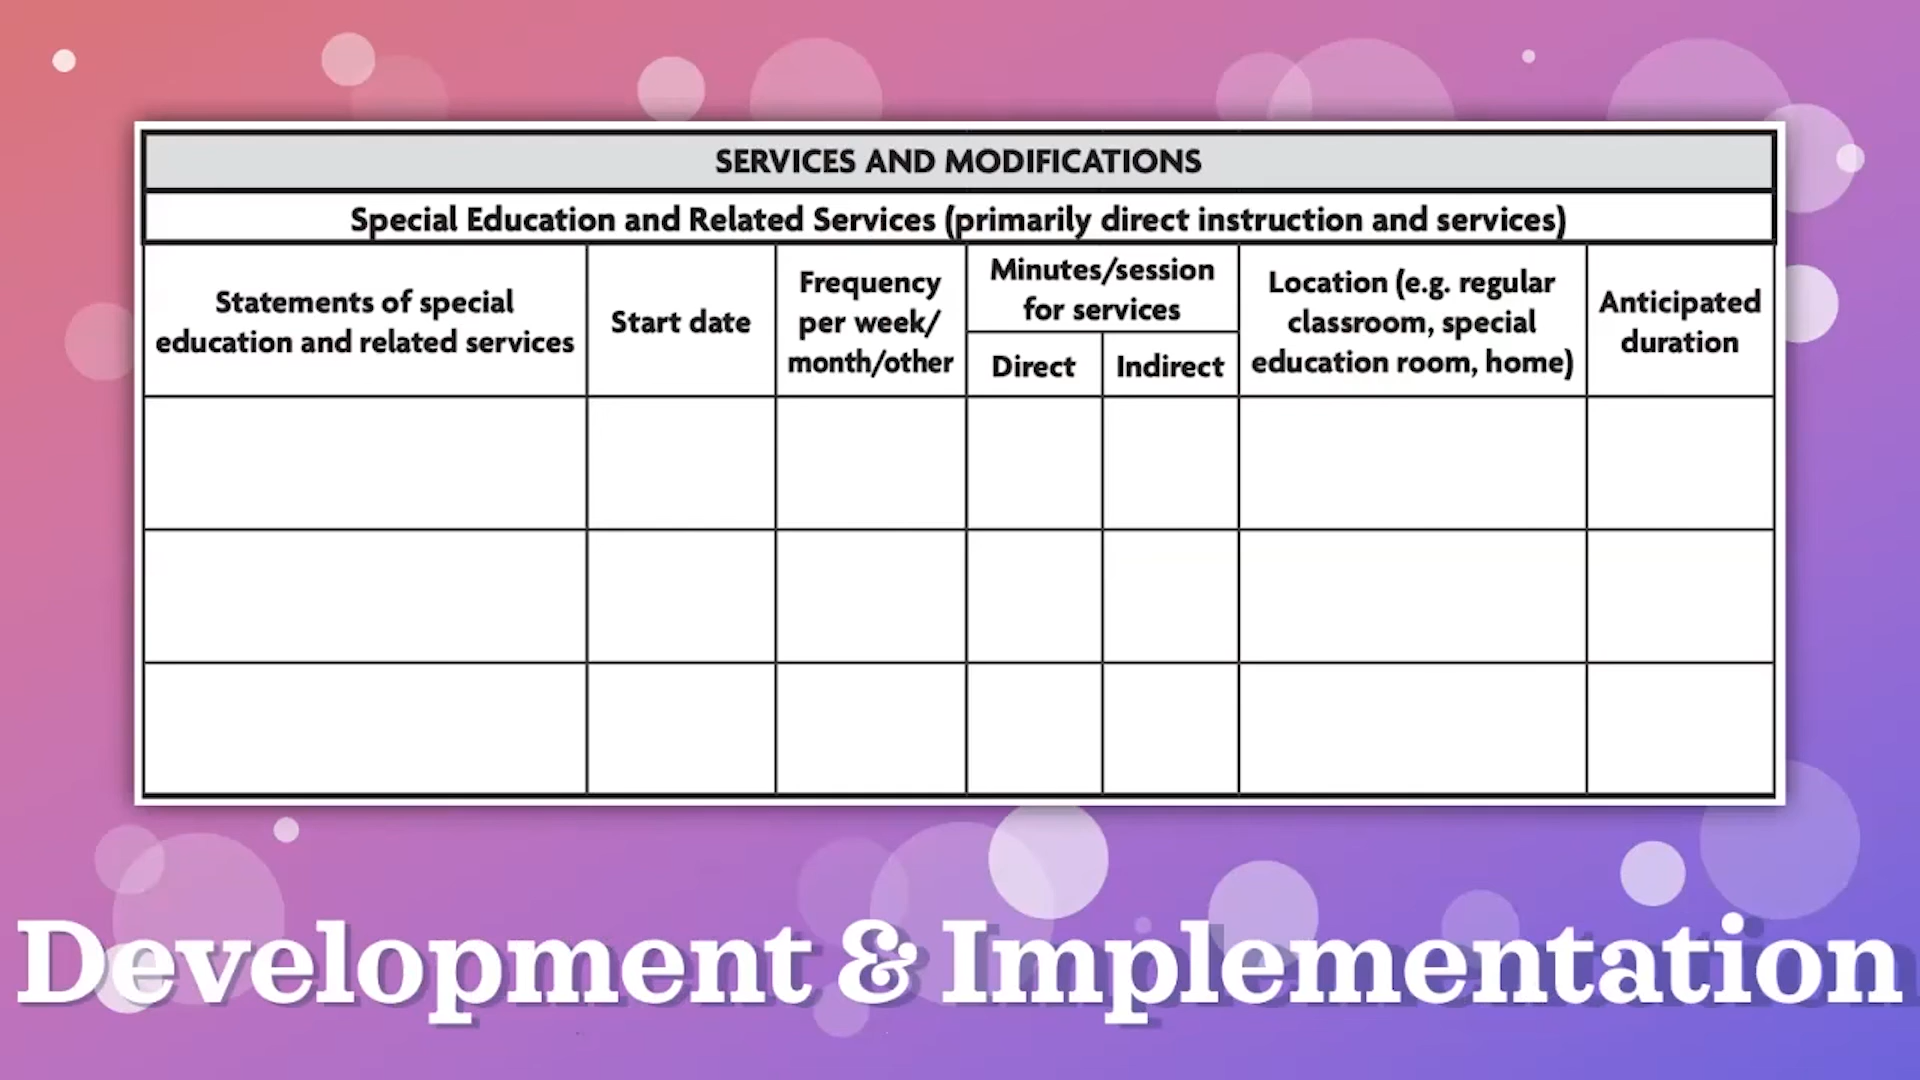 SERVICES AND MODIFICATIONS
Special Education and Related Services (primarily direct instruction and services)
Statements of special
education and related services
Start date
Frequency
per week/
month/other
Minutes/session
for services
Direct
Indirect
Location (e.g. regular
classroom, special
education room, home)
Anticipated
duration
Development & Implementation